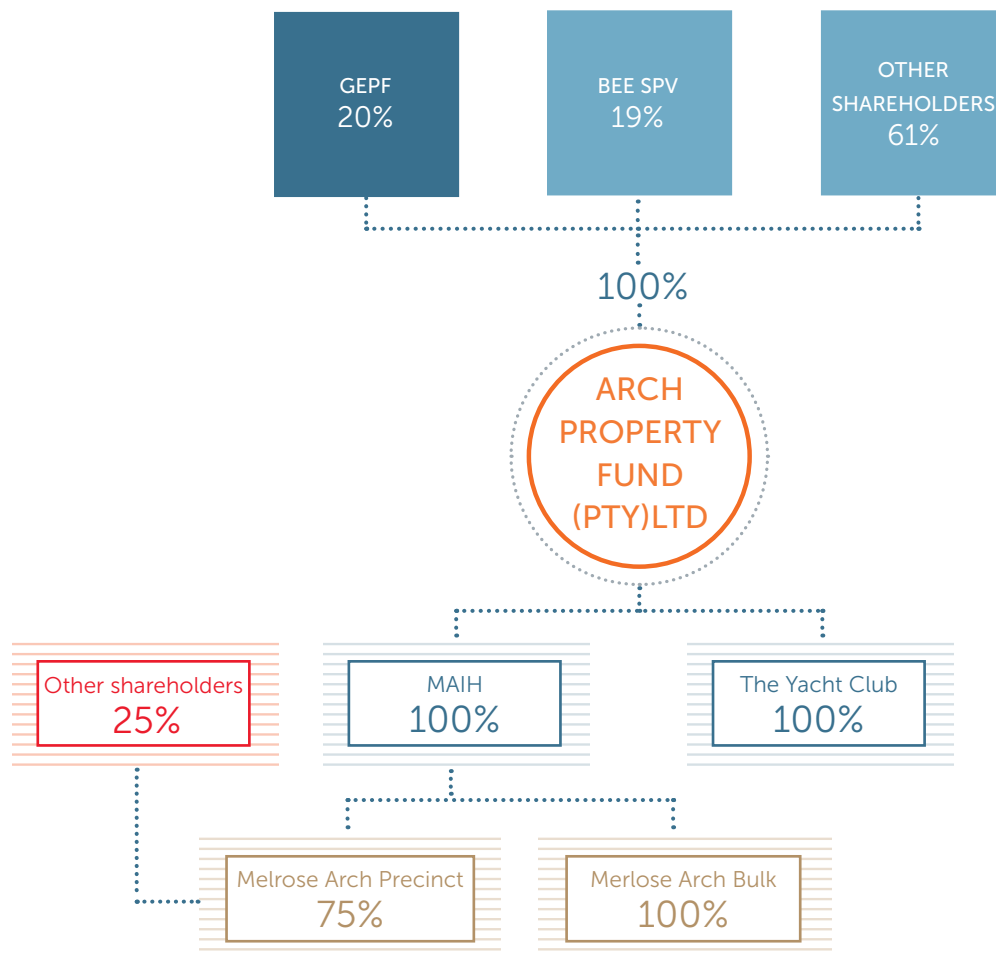 GEPF
20%
BEE SPV
19%
OTHER
SHAREHOLDERS
61%
100%
ARCH
PROPERTY
FUND
(PTY)LTD
Other shareholders
25%
MAIH
100%
The Yacht Club
100%
Melrose Arch Precinct
75%
Merlose Arch Bulk
100%